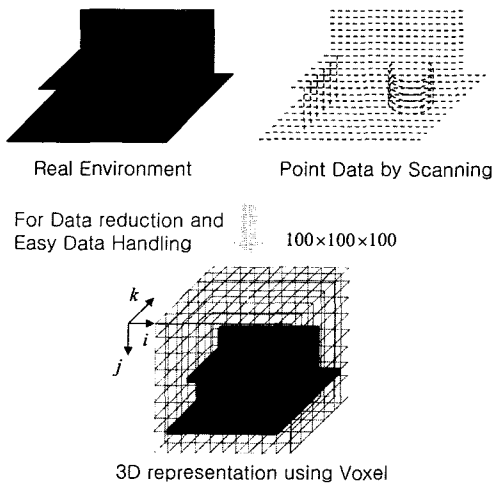 Real Environment
Point Data by Scanning
For Data reduction and
Easy Data Handling
100×100×100
k
i
j
3D representation using Voxel